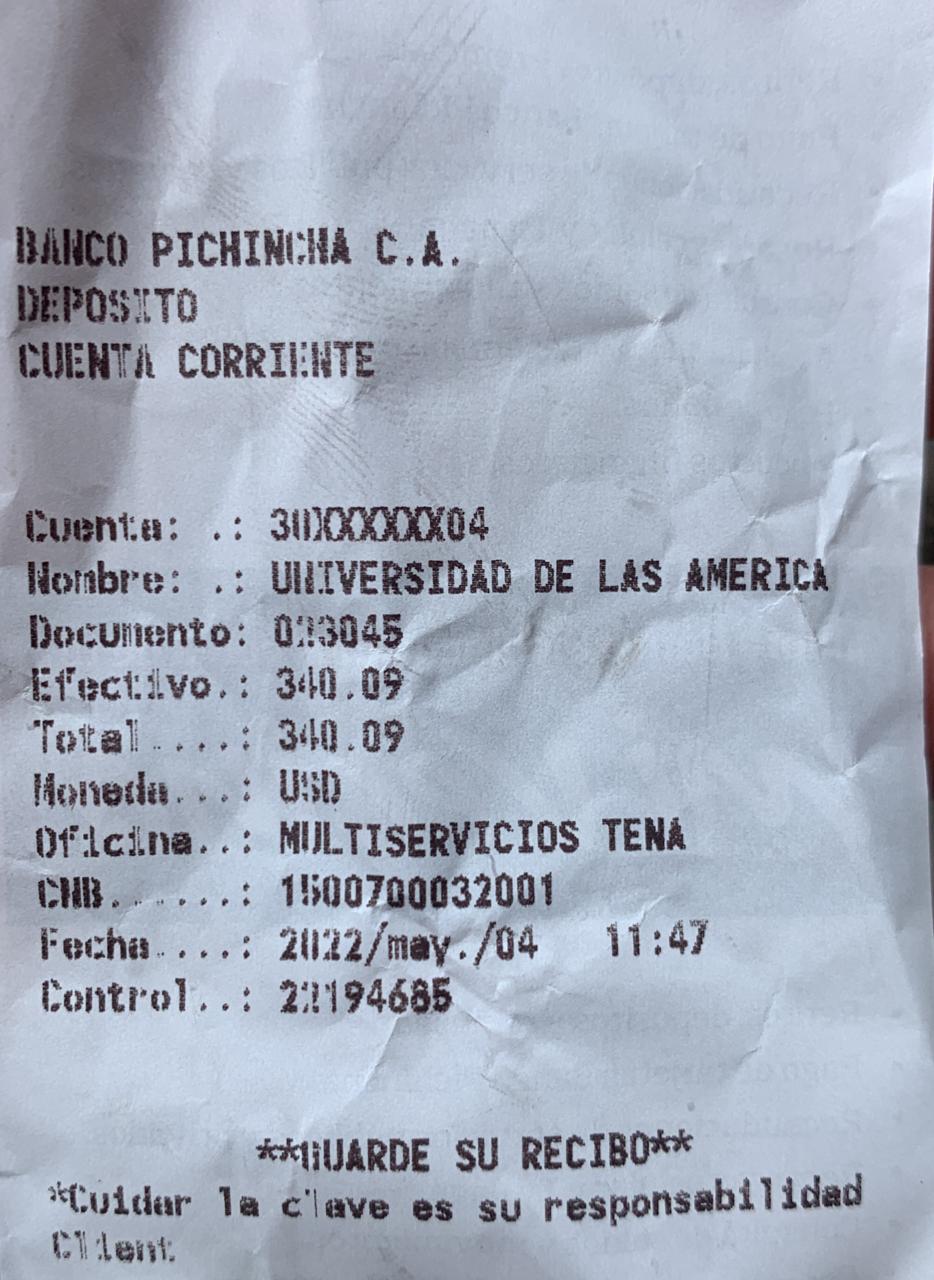 BANCO PICHINCHA C.A.
DEPOSITO
CUENTA CORRIENTE
Cuenta: .: 30XXXXXX04
Nombre: .: UNIVERSIDAD DE LAS AMERICA
Documento: 023045
Efectivo.: 340.09
Total ....: 340.09
Moneda...: USD
Oficina..: MULTISERVICIOS TENA
CNB......: 1500700032001
Fecha ....: 2022/may./04 11:47
Control..: 22194685
**GUARDE SU RECIBO**
*Cuidar la clave es su responsabilidad
Client